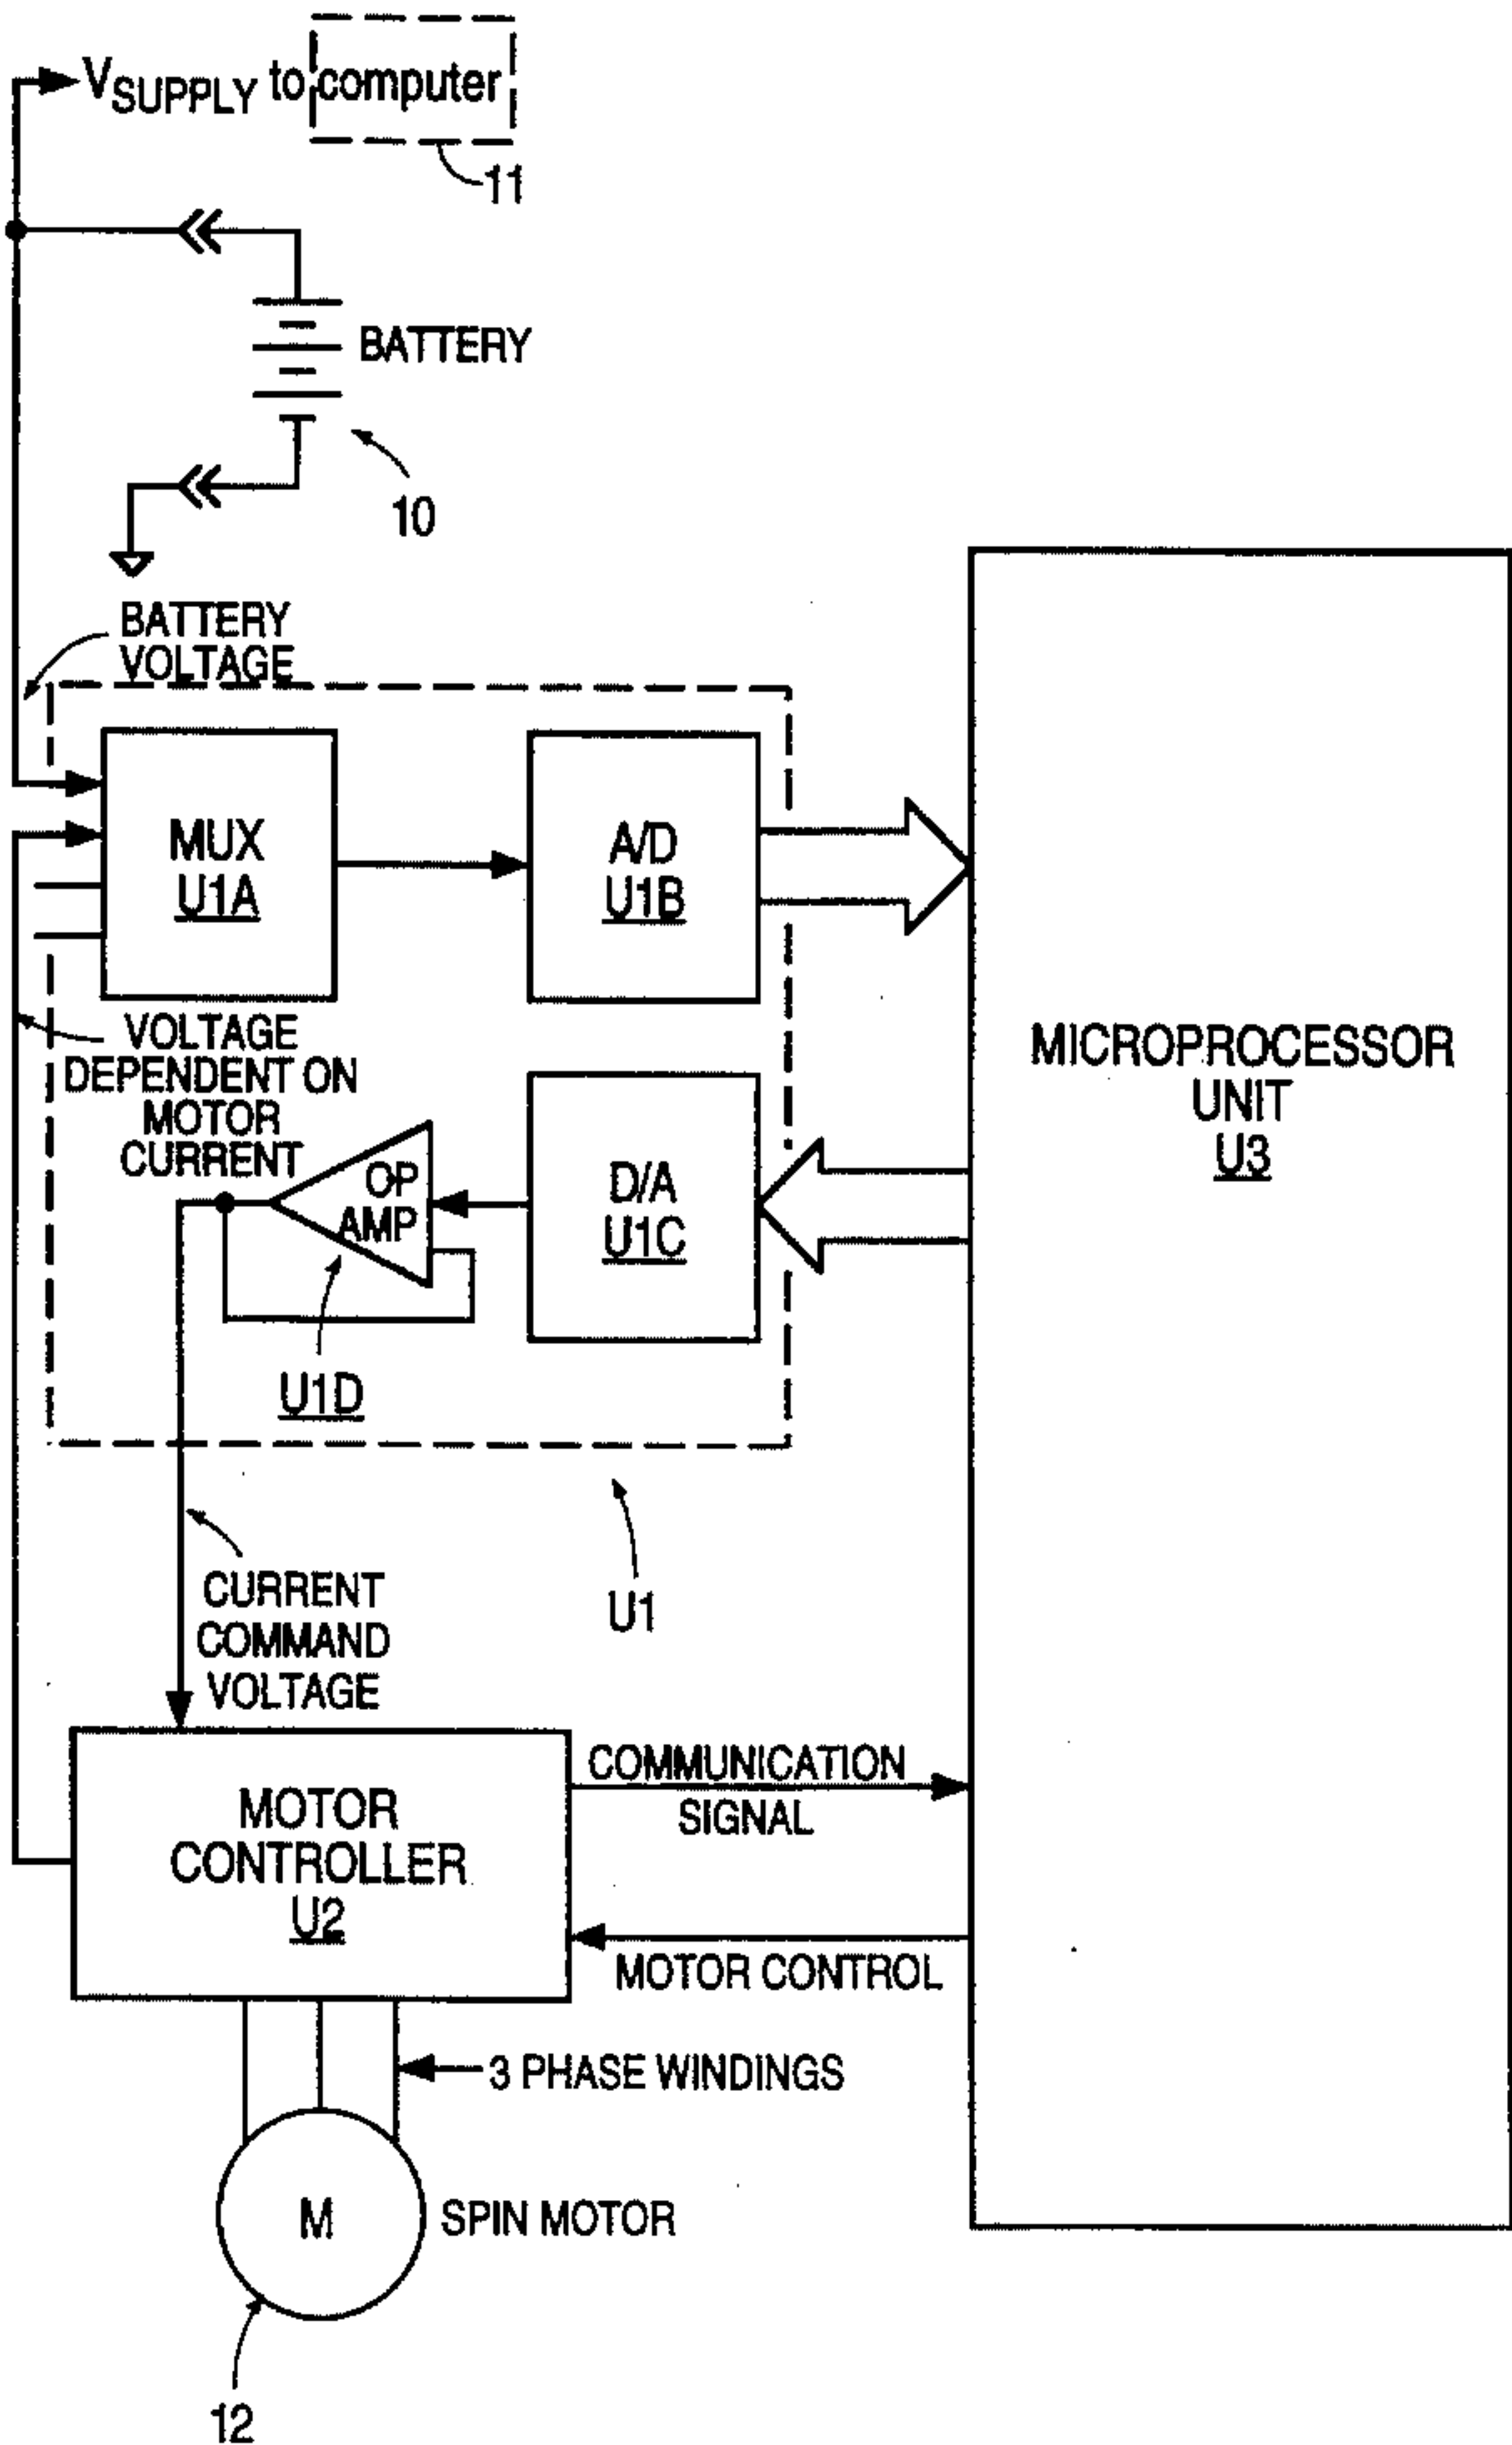 VSUPPLY to computer
11
BATTERY
10
BATTERY
VOLTAGE
MUX
U1A
A/D
U1B
VOLTAGE
DEPENDENT ON
MOTOR
CURRENT
OP
AMP
D/A
U1C
U1D
MICROPROCESSOR
UNIT
U3
U1
CURRENT
COMMAND
VOLTAGE
MOTOR
CONTROLLER
U2
COMMUNICATION
SIGNAL
MOTOR CONTROL
3 PHASE WINDINGS
M
SPIN MOTOR
12